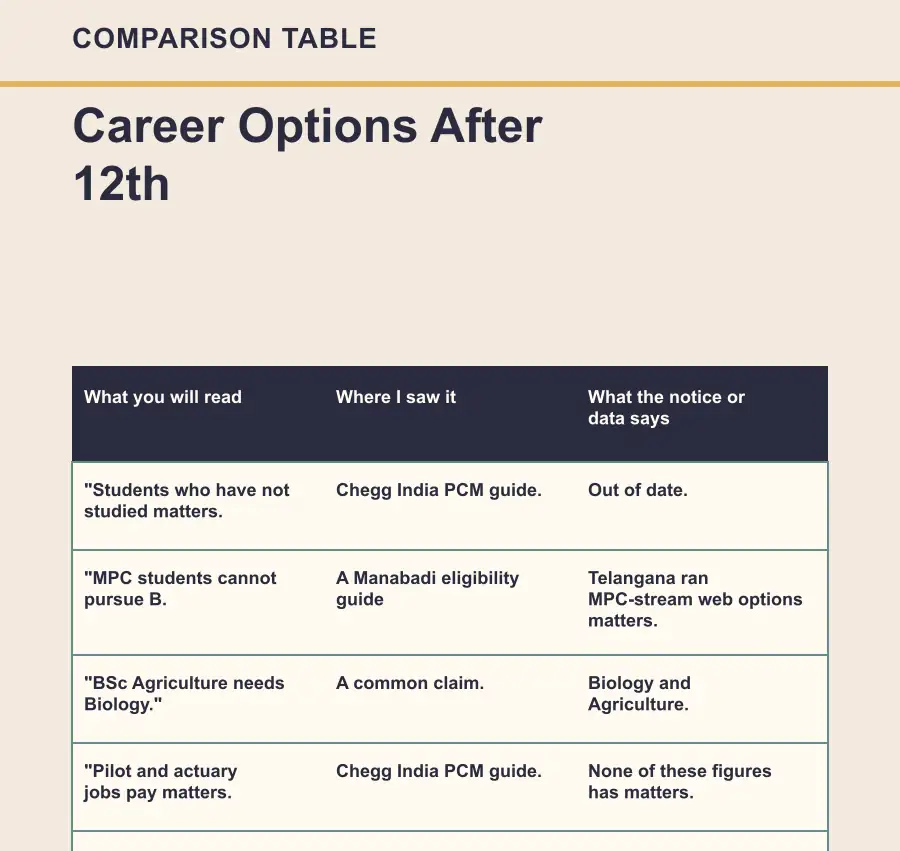 COMPARISON TABLE
Career Options After
12th
What you will read
Where I saw it
What the notice or
data says
"Students who have not
studied matters.
Chegg India PCM guide.
Out of date.
"MPC students cannot
pursue B.
A Manabadi eligibility
guide
Telangana ran
MPC-stream web options
matters.
"BSc Agriculture needs
Biology."
A common claim.
Biology and
Agriculture.
"Pilot and actuary
jobs pay matters.
Chegg India PCM guide.
None of these figures
has matters.